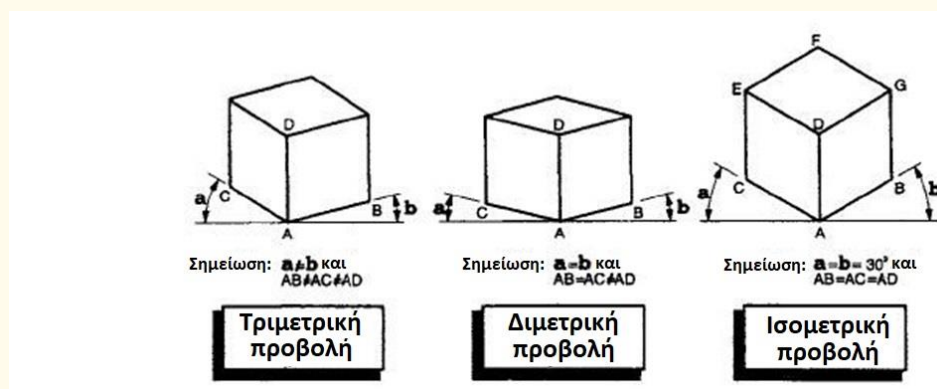 D
C
a
B
b
A
Σημείωση: a≠b και
AB≠AC≠AD
Τριμετρική
προβολή
D
a
C
B
b
A
Σημείωση: a=b και
AB=AC≠AD
Διμετρική
προβολή
F
E
G
D
a
C
B
b
A
Σημείωση: a=b=30° και
AB=AC=AD
Ισομετρική
προβολή